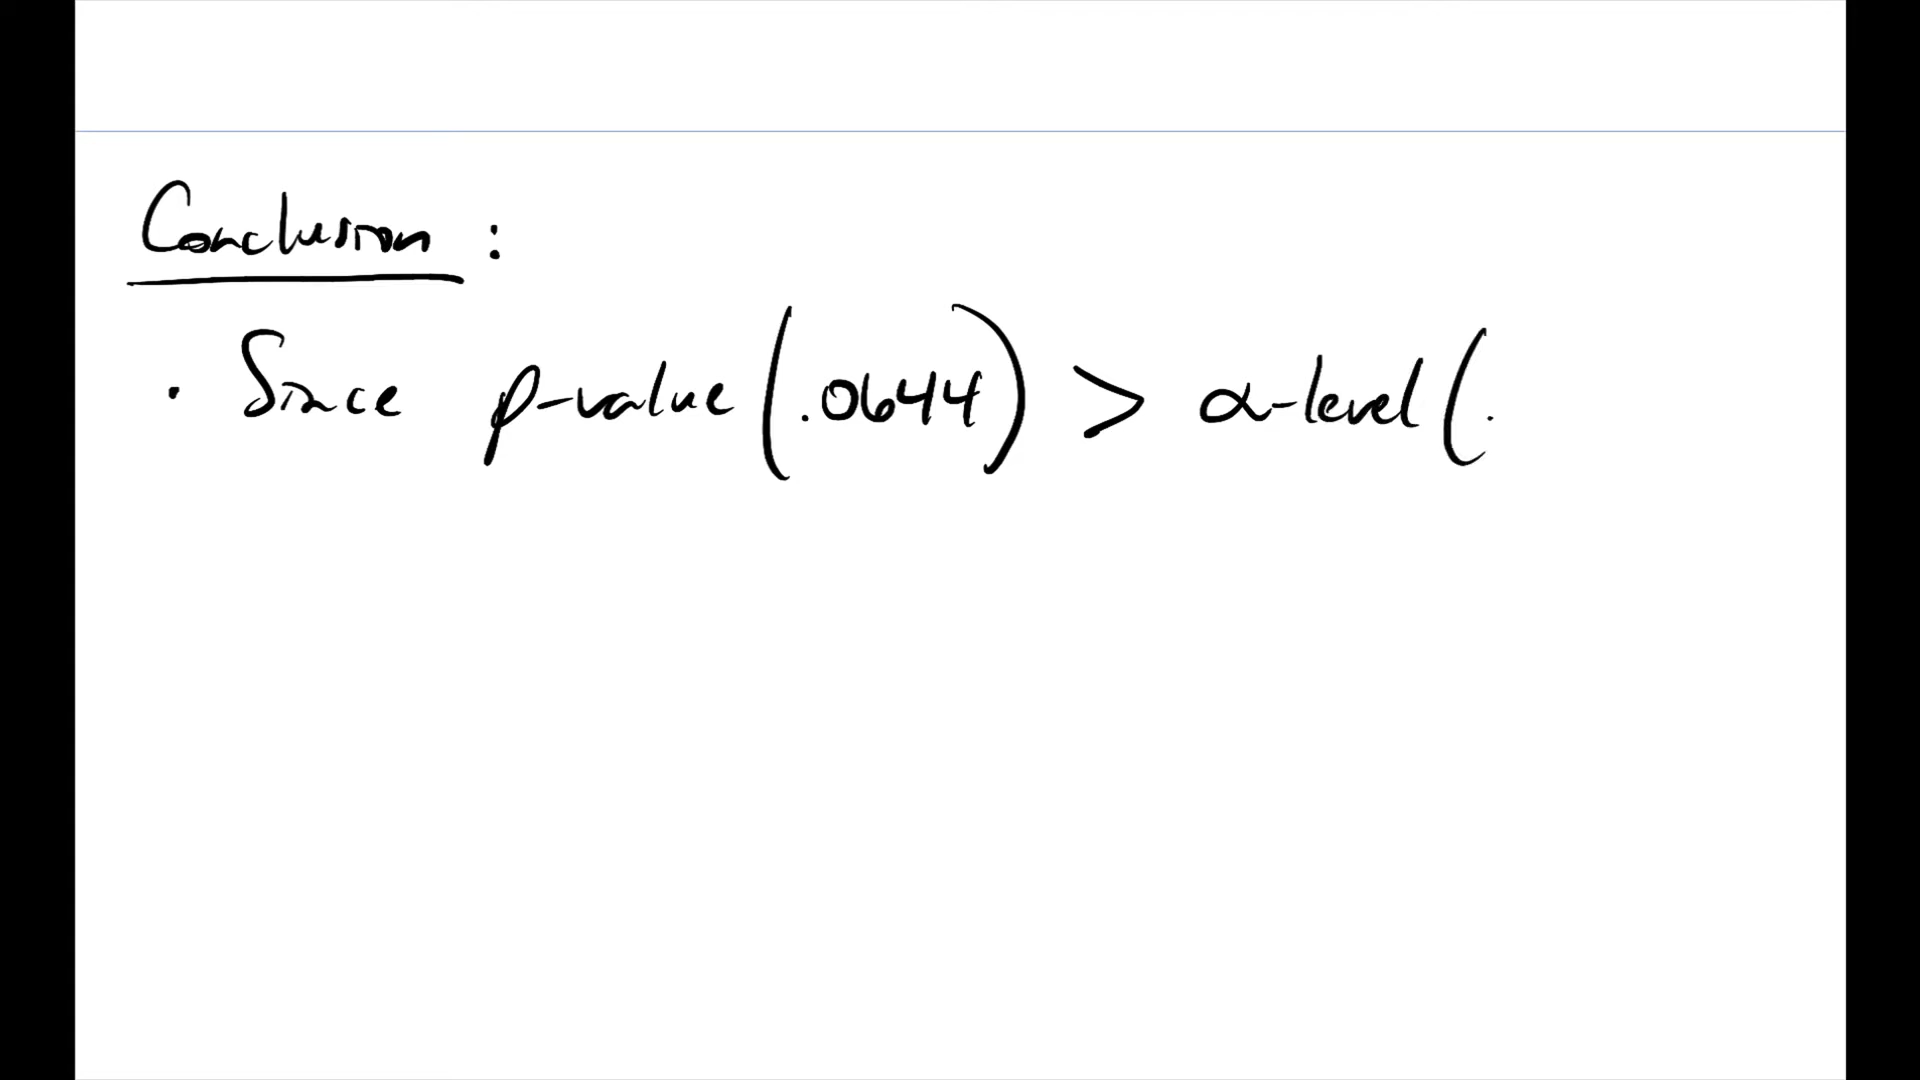 Conclusion :
· Since p-value (.0644) > α-level (.